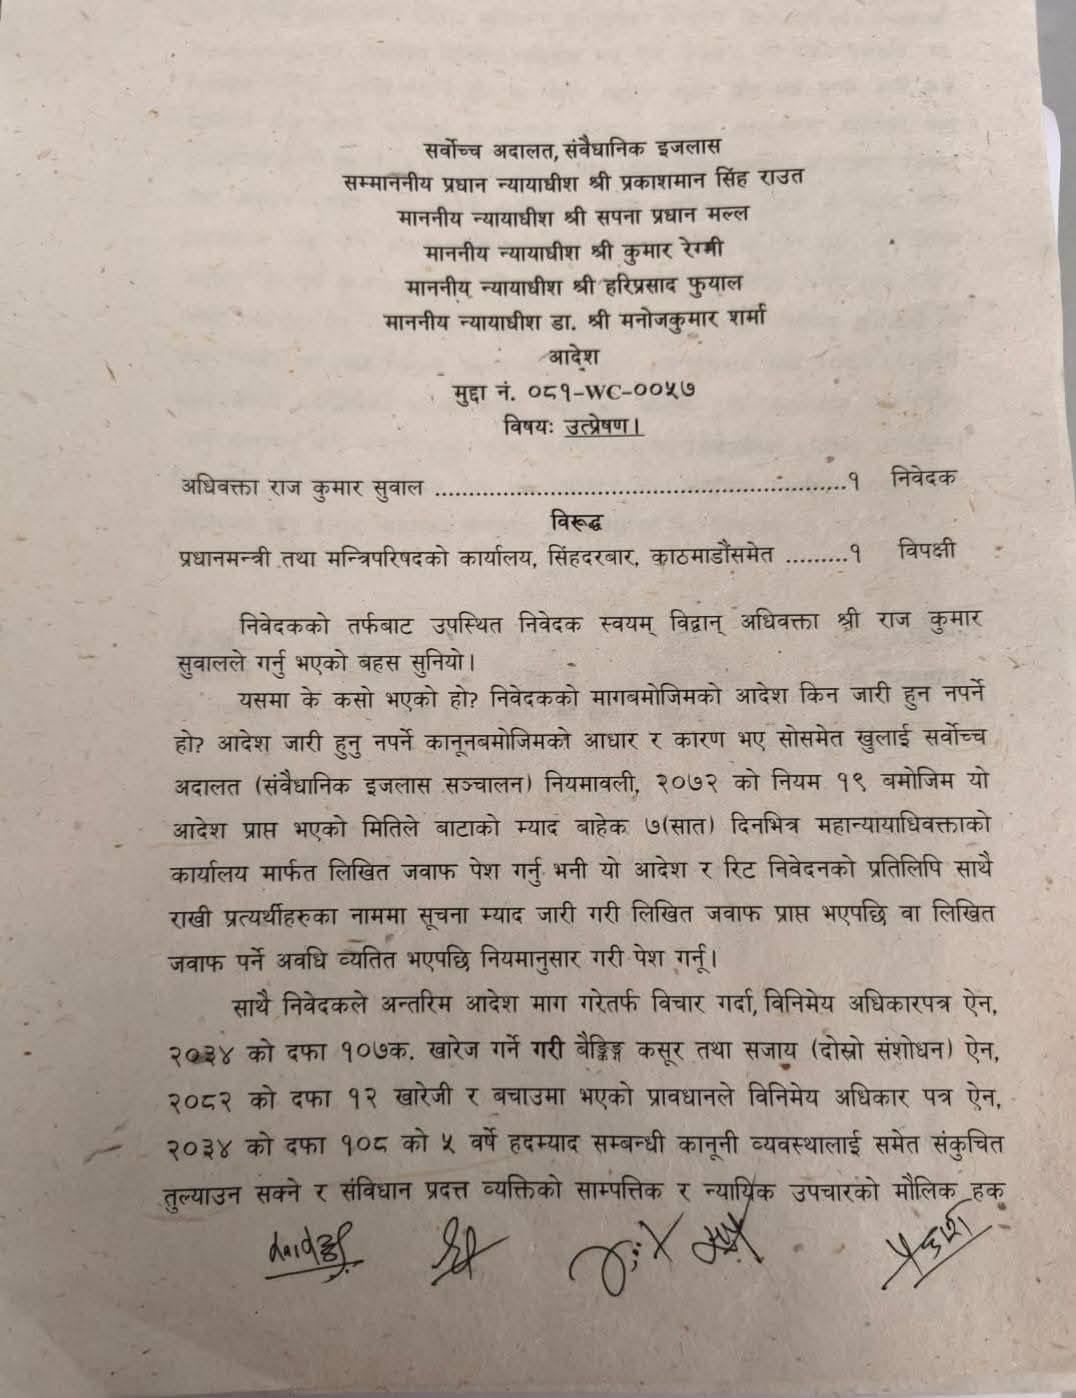 सर्वोच्च अदालत, संवैधानिक इजलास
सम्माननीय प्रधान न्यायाधीश श्री प्रकाशमान सिंह राउत
माननीय न्यायाधीश श्री सपना प्रधान मल्ल
माननीय न्यायाधीश श्री कुमार रेग्मी
माननीय न्यायाधीश श्री हरिप्रसाद फुयाल
माननीय न्यायाधीश डा. श्री मनोजकुमार शर्मा
आदेश
मुद्दा नं. ०८१-WC-००५७
विषयः उत्प्रेषण।
अधिवक्ता राज कुमार सुवाल ............................................................१ निवेदक
विरूद्ध
प्रधानमन्त्री तथा मन्त्रिपरिषदको कार्यालय, सिंहदरबार, काठमाडौंसमेत .........१ विपक्षी
निवेदकको तर्फबाट उपस्थित निवेदक स्वयम् विद्वान् अधिवक्ता श्री राज कुमार
सुवालले गर्नु भएको बहस सुनियो।
यसमा के कसो भएको हो? निवेदकको मागबमोजिमको आदेश किन जारी हुन नपर्ने
हो? आदेश जारी हुनु नपर्ने कानूनबमोजिमको आधार र कारण भए सोसमेत खुलाई सर्वोच्च
अदालत (संवैधानिक इजलास सञ्चालन) नियमावली, २०७२ को नियम १९ बमोजिम यो
आदेश प्राप्त भएको मितिले बाटाको म्याद बाहेक ७(सात) दिनभित्र महान्यायाधिवक्ताको
कार्यालय मार्फत लिखित जवाफ पेश गर्नु भनी यो आदेश र रिट निवेदनको प्रतिलिपि साथै
राखी प्रत्यर्थीहरुका नाममा सूचना म्याद जारी गरी लिखित जवाफ प्राप्त भएपछि वा लिखित
जवाफ पर्ने अवधि व्यतित भएपछि नियमानुसार गरी पेश गर्नू।
साथै निवेदकले अन्तरिम आदेश माग गरेतर्फ विचार गर्दा, विनिमेय अधिकारपत्र ऐन,
२०३४ को दफा १०७क. खारेज गर्ने गरी बैङ्किङ्ग कसूर तथा सजाय (दोस्रो संशोधन) ऐन,
२०८२ को दफा १२ खारेजी र बचाउमा भएको प्रावधानले विनिमेय अधिकार पत्र ऐन,
२०३४ को दफा १०८ को ५ वर्षे हदम्याद सम्बन्धी कानूनी व्यवस्थालाई समेत संकुचित
तुल्याउन सक्ने र संविधान प्रदत्त व्यक्तिको साम्पत्तिक र न्यायिक उपचारको मौलिक हक